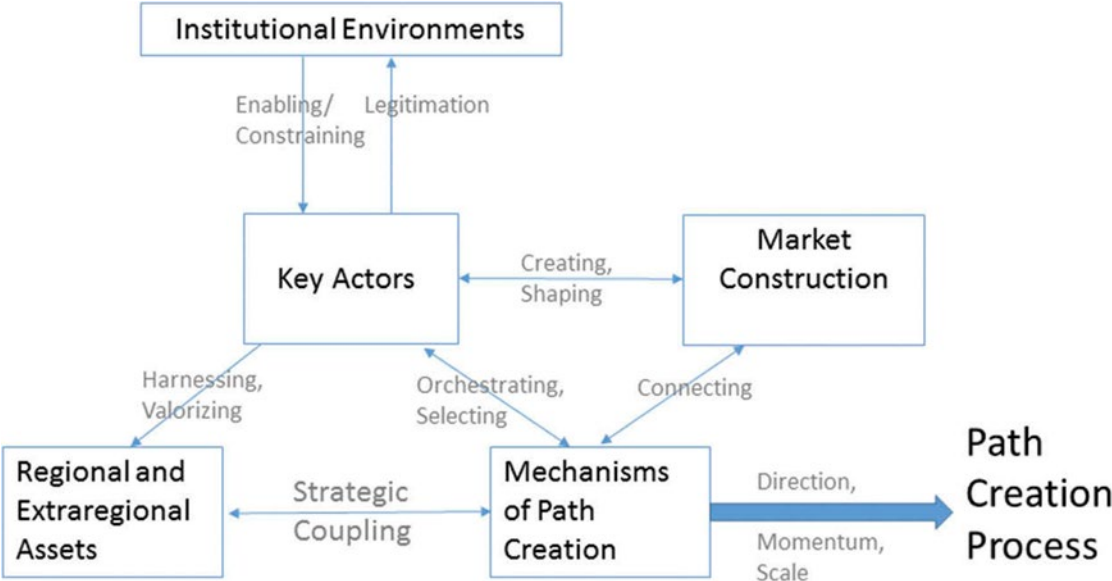 Institutional Environments
Enabling/
Constraining
Legitimation
Key Actors
Creating,
Shaping
Market
Construction
Harnessing,
Valorizing
Orchestrating,
Selecting
Connecting
Regional and
Extraregional
Assets
Strategic
Coupling
Mechanisms
of Path
Creation
Direction,
Momentum,
Scale
Path
Creation
Process